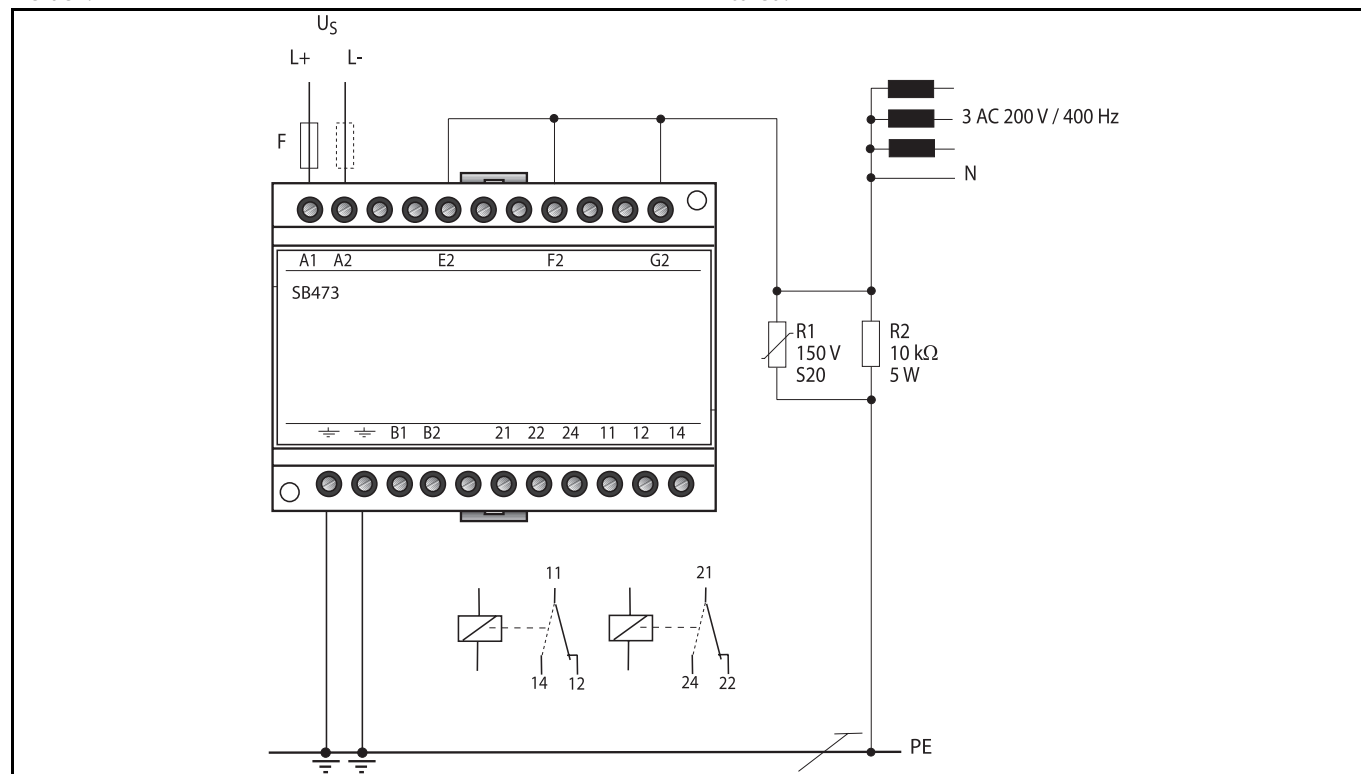 US
L+ L-
F
3 AC 200 V / 400 Hz
N
A1 A2 E2 F2 G2
SB473
R1
150 V
S20
R2
10 kΩ
5 W
B1 B2 21 22 24 11 12 14
11
14 12
21
24 22
PE